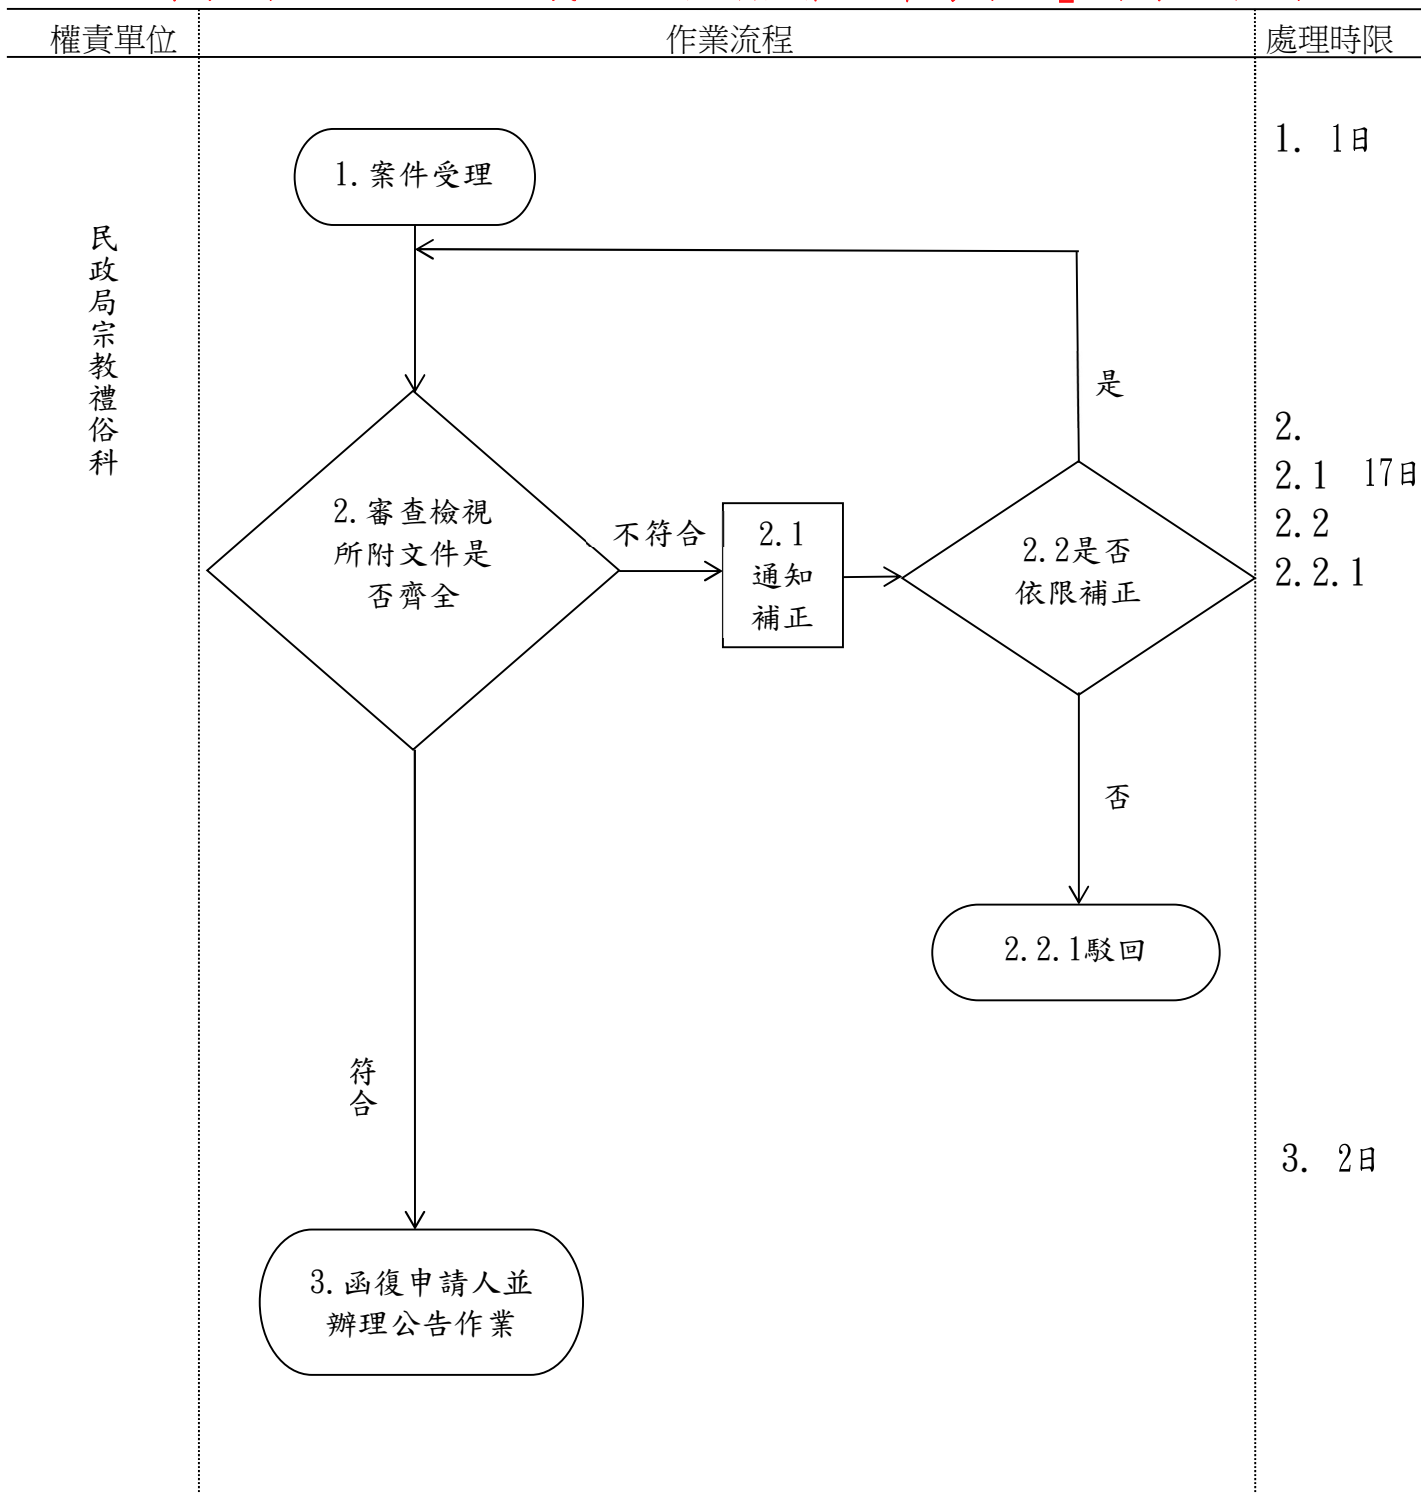 權責單位
作業流程
處理時限
1. 1日
1.案件受理
民政局宗教禮俗科
是
2.
2.1 17日
2.2
2.2.1
2.審查檢視
所附文件是
否齊全
不符合
2.1
通知
補正
2.2是否
依限補正
否
2.2.1駁回
符合
3. 2日
3.函復申請人並
辦理公告作業